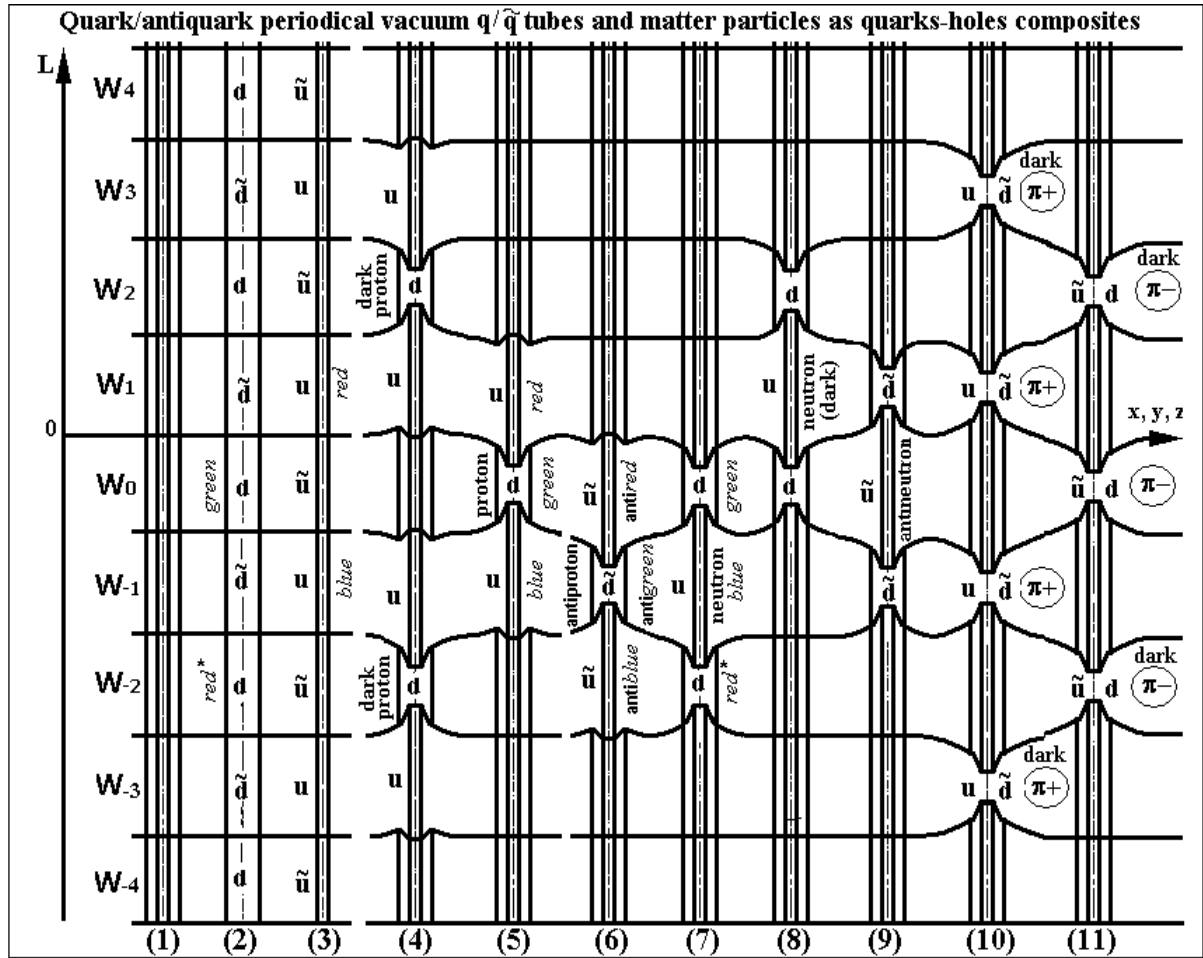 Quark/antiquark periodical vacuum q/q̃ tubes and matter particles as quarks-holes composites
L
W4 d ũ
W3 d̃ u u u d̃ dark π+
W2 d ũ dark proton d d ũ d dark π−
W1 d̃ u red u u red u neutron (dark) d̃ u d̃ π+
0 x, y, z
W0 green d ũ proton d green ũ antired d green d ũ antineutron ũ d π−
W-1 d̃ u blue u u blue antiproton d̃ antigreen u neutron blue d̃ u d̃ π+
W-2 red* d ũ dark proton d ũ antiblue d red* ũ d dark π−
W-3 d̃ u u u d̃ dark π+
W-4 d ũ
(1) (2) (3) (4) (5) (6) (7) (8) (9) (10) (11)